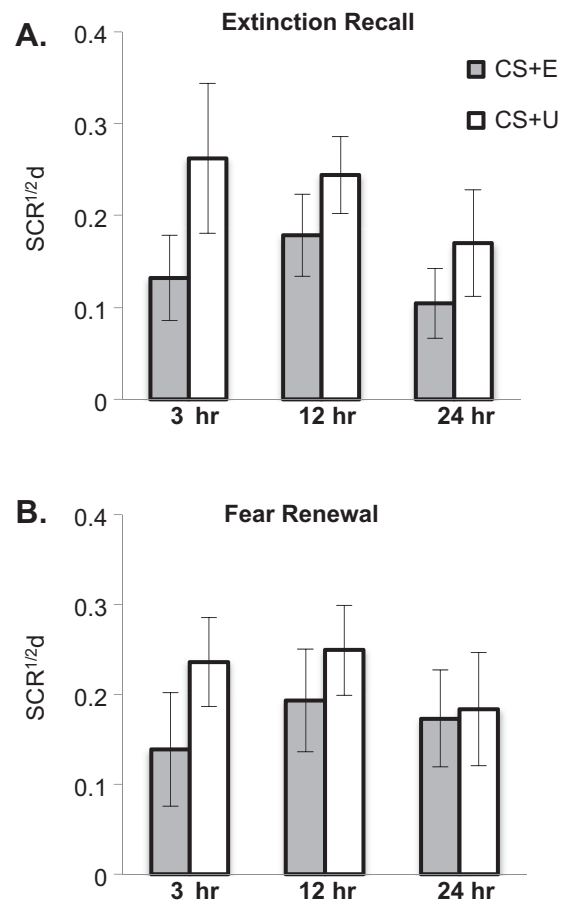 A.
Extinction Recall
CS+E
CS+U
SCR1/2d
0.4
0.3
0.2
0.1
0
3 hr
12 hr
24 hr
B.
Fear Renewal
SCR1/2d
0.4
0.3
0.2
0.1
0
3 hr
12 hr
24 hr